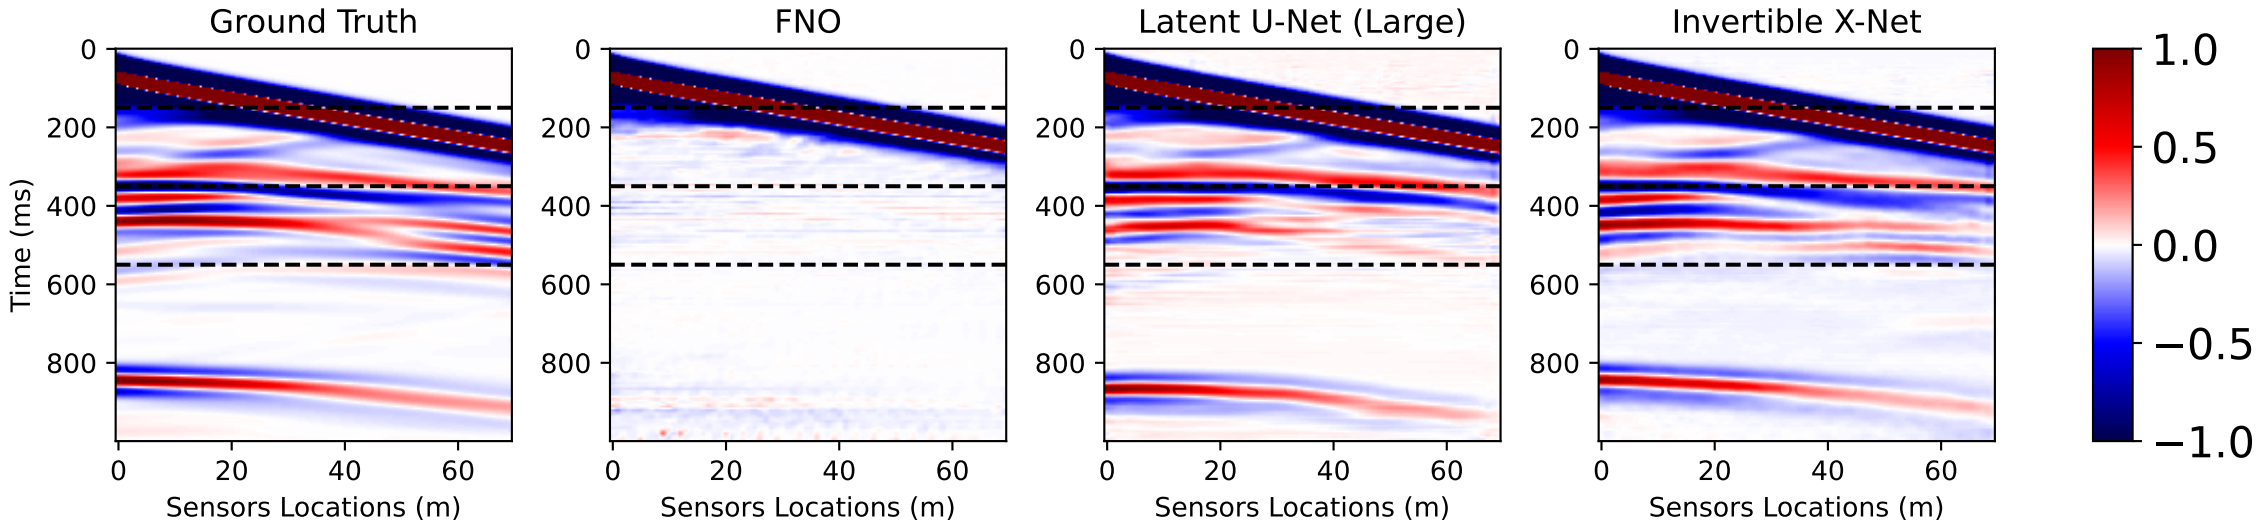 Ground Truth
FNO
Latent U-Net (Large)
Invertible X-Net
0
200
400
600
800
Time (ms)
0 20 40 60
Sensors Locations (m)
0
200
400
600
800
0 20 40 60
Sensors Locations (m)
0
200
400
600
800
0 20 40 60
Sensors Locations (m)
0
200
400
600
800
0 20 40 60
Sensors Locations (m)
1.0
0.5
0.0
−0.5
−1.0